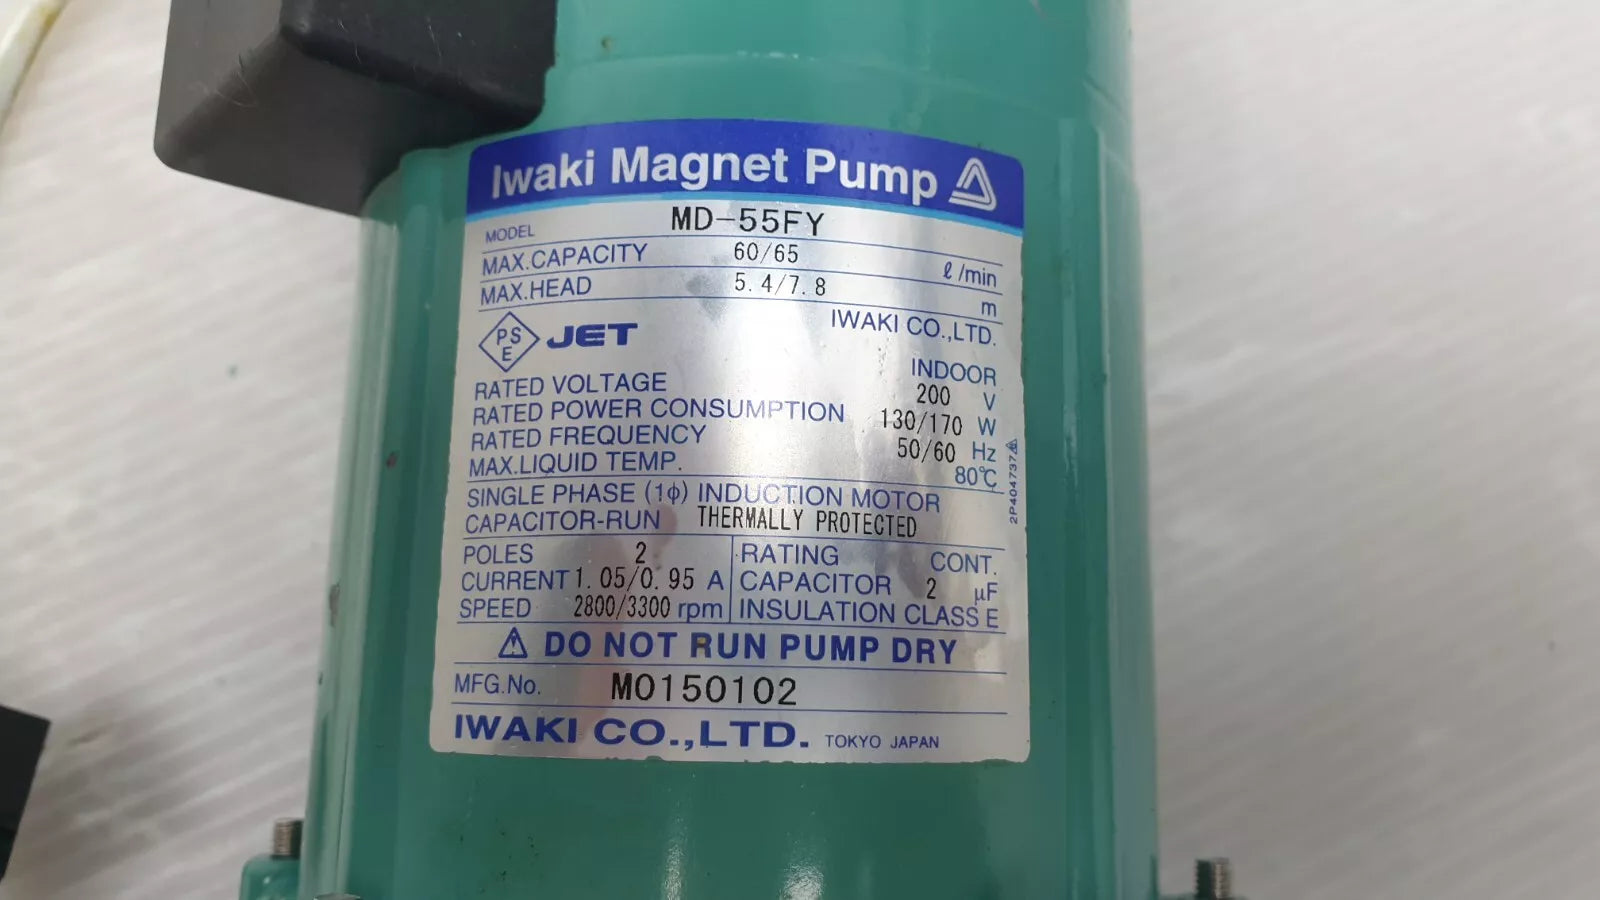 Iwaki Magnet Pump
MODEL MD-55FY
MAX.CAPACITY 60/65 ℓ/min
MAX.HEAD 5.4/7.8 m
IWAKI CO.,LTD.
PS
E
JET
INDOOR
RATED VOLTAGE 200 V
RATED POWER CONSUMPTION 130/170 W
RATED FREQUENCY 50/60 Hz
MAX.LIQUID TEMP. 80℃
SINGLE PHASE (1ϕ) INDUCTION MOTOR
CAPACITOR-RUN THERMALLY PROTECTED
POLES 2 RATING CONT.
CURRENT 1.05/0.95 A CAPACITOR 2 μF
SPEED 2800/3300 rpm INSULATION CLASS E
DO NOT RUN PUMP DRY
MFG.No. M0150102
IWAKI CO.,LTD. TOKYO JAPAN
2P404737